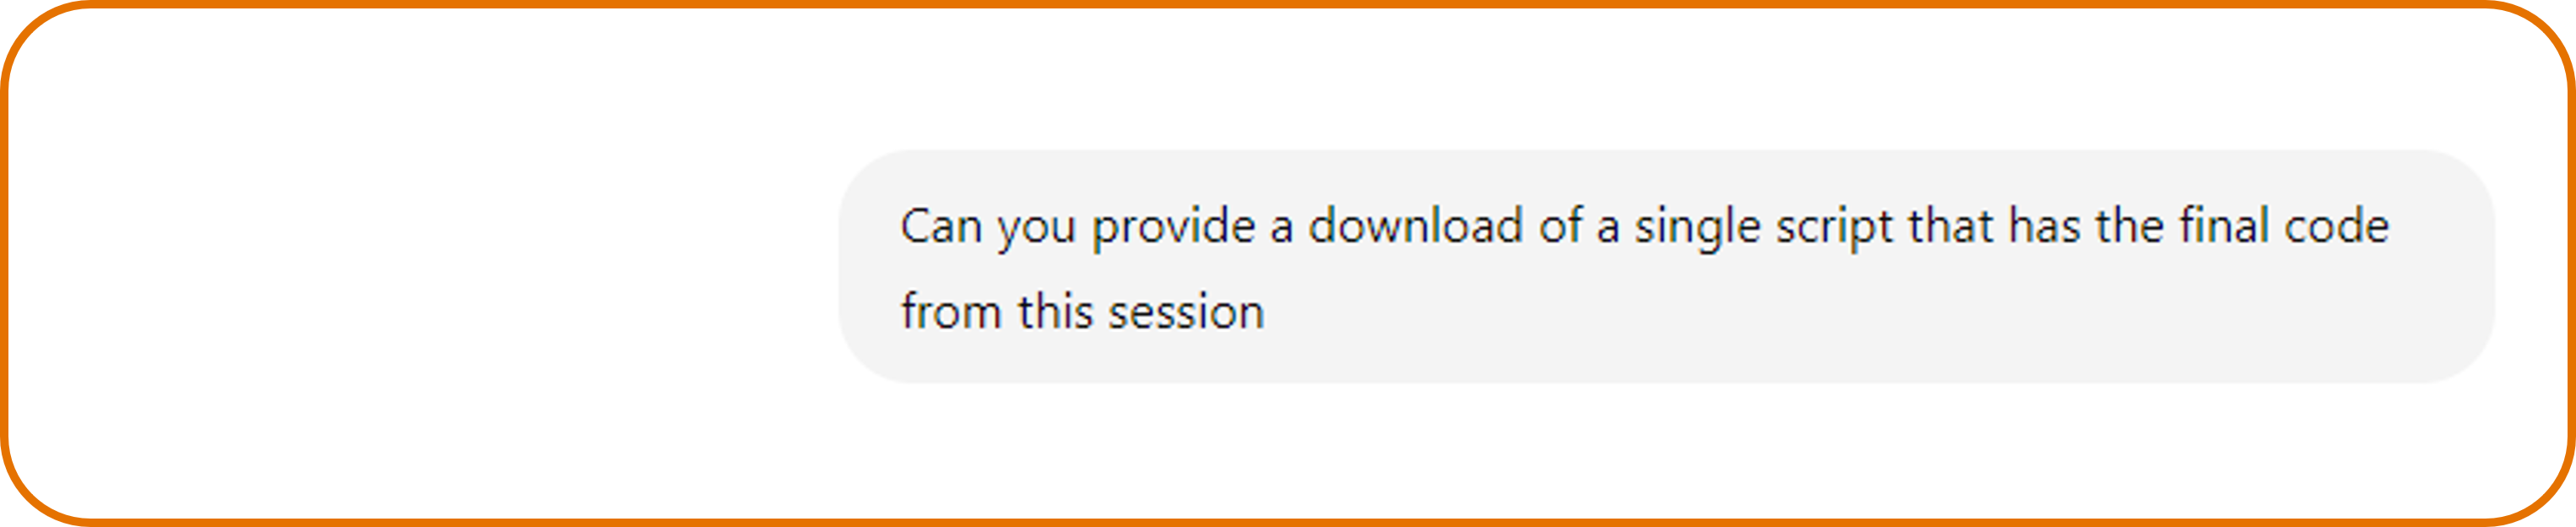 Can you provide a download of a single script that has the final code
from this session